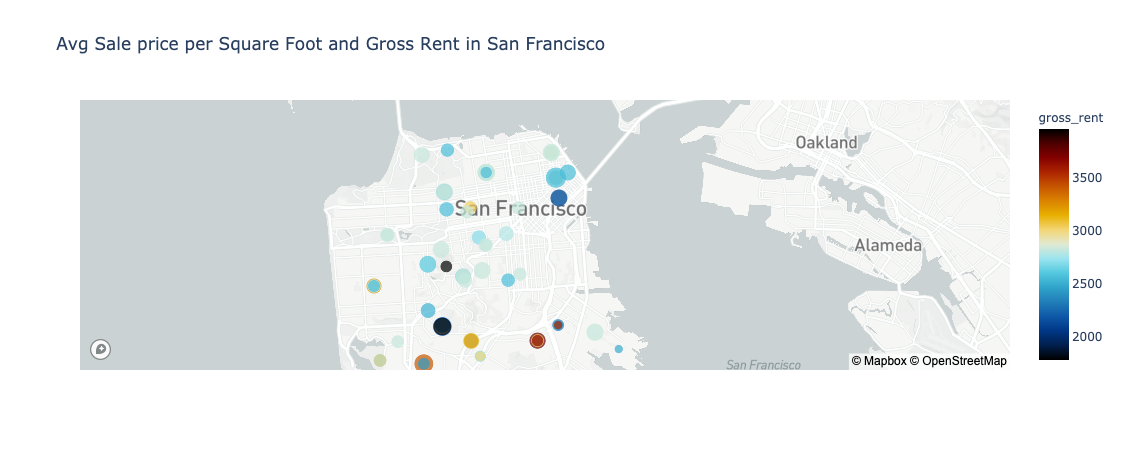 Avg Sale price per Square Foot and Gross Rent in San Francisco
gross_rent
Oakland
3500
San Francisco
3000
Alameda
2500
2000
San Francisco
© Mapbox © OpenStreetMap